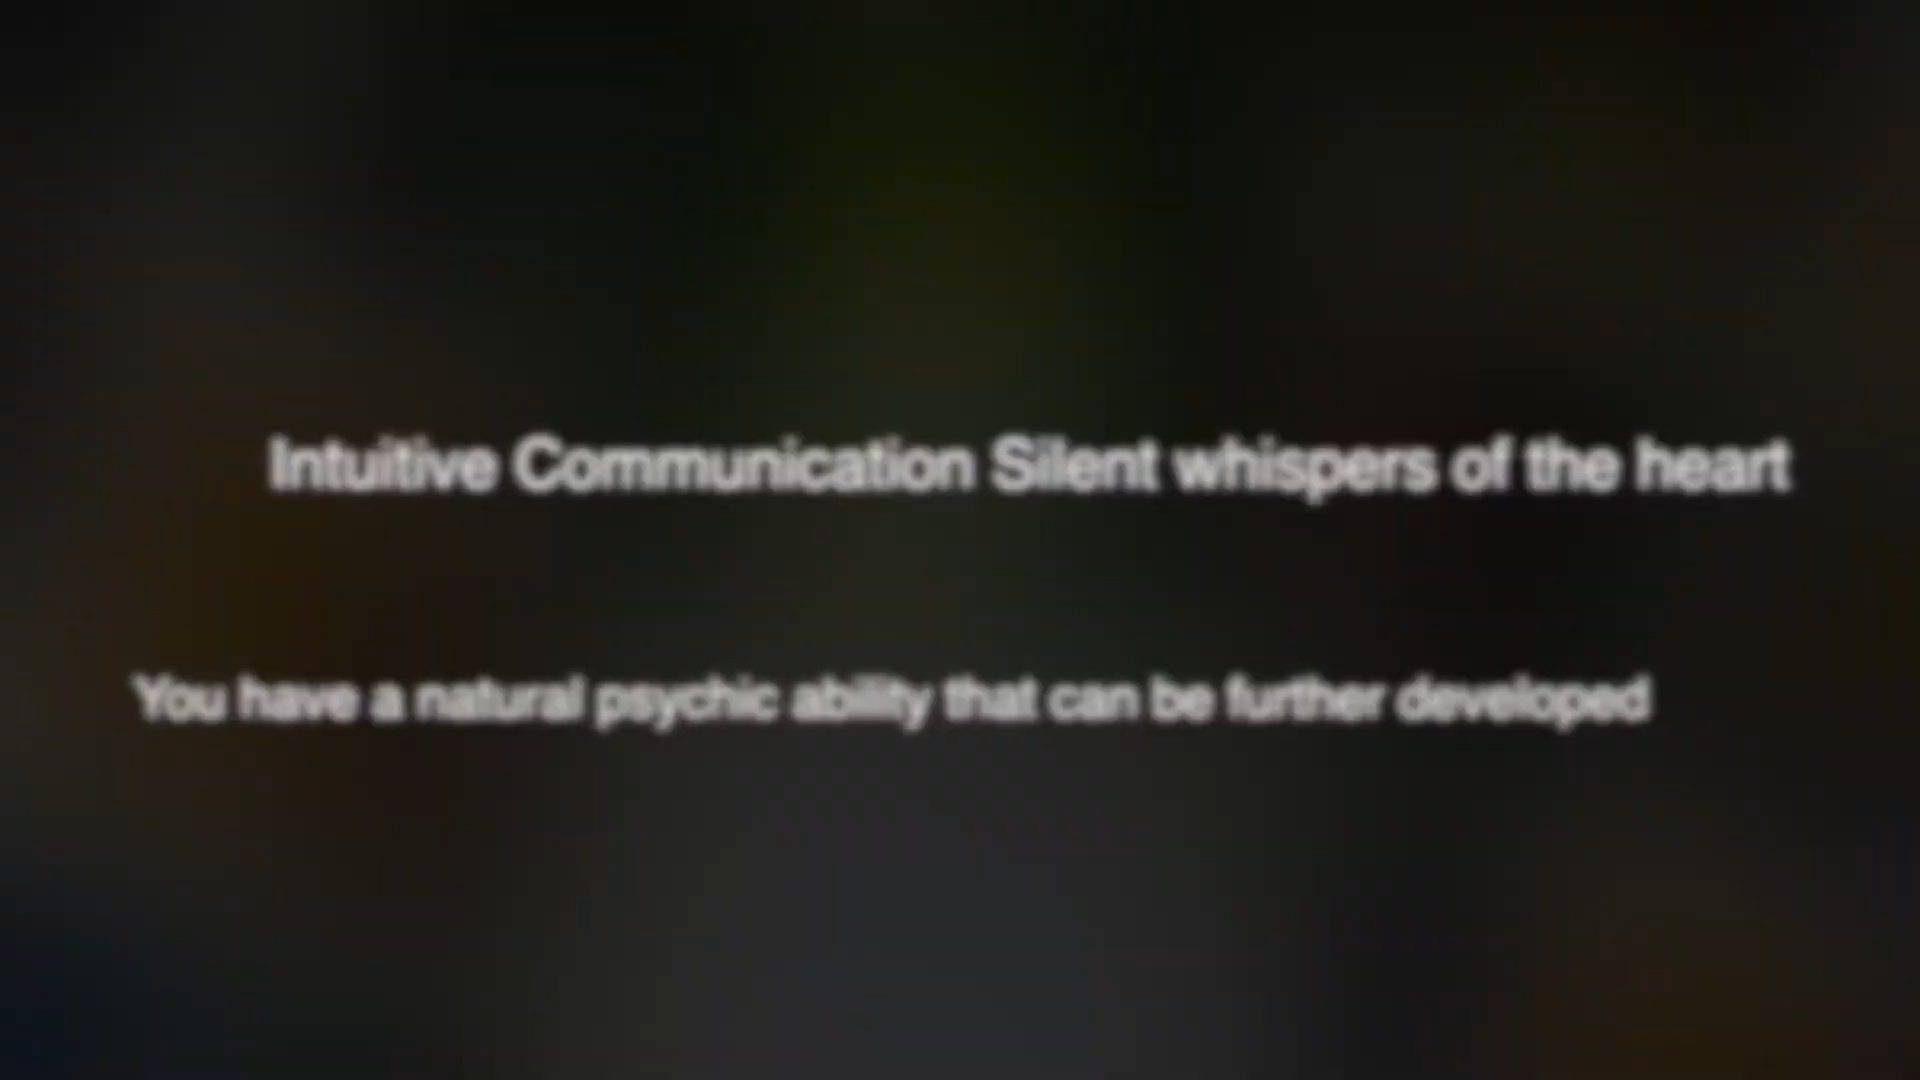 Intuitive Communication Silent whispers of the heart
You have a natural psychic ability that can be further developed